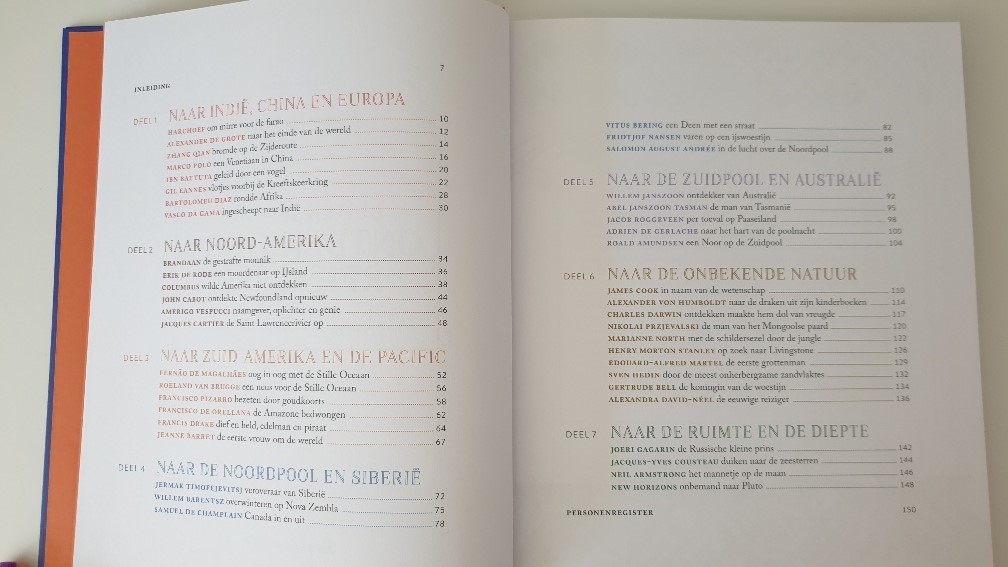 7
INLEIDING
DEEL 1 NAAR INDIË, CHINA EN EUROPA
HARCHOEF om mirre voor de farao 10
ALEXANDER DE GROTE naar het einde van de wereld 12
ZHANG QIAN bromde op de Zijderoute 14
MARCO POLO een Venetiaan in China 16
IBN BATTUTA geleid door een vogel 20
GIL EANNES vlotjes voorbij de Kreeftskeerkring 22
BARTOLOMEU DIAZ rondde Afrika 28
VASCO DA GAMA ingescheept naar Indië 30
DEEL 2 NAAR NOORD-AMERIKA
BRANDAAN de gestrafte monnik 34
ERIK DE RODE een moordenaar op IJsland 36
COLUMBUS wilde Amerika niet ontdekken 38
JOHN CABOT ontdekte Newfoundland opnieuw 44
AMERIGO VESPUCCI naamgever, oplichter en genie 46
JACQUES CARTIER de Saint Lawrencerivier op 48
DEEL 3 NAAR ZUID AMERIKA EN DE PACIFIC
FERNÃO DE MAGALHÃES oog in oog met de Stille Oceaan 52
ROELAND VAN BRUGGE een neus voor de Stille Oceaan 56
FRANCISCO PIZARRO bezeten door goudkoorts 58
FRANCISCO DE ORELLANA de Amazone bedwongen 62
FRANCIS DRAKE dief en held, edelman en piraat 64
JEANNE BARRET de eerste vrouw om de wereld 67
DEEL 4 NAAR DE NOORDPOOL EN SIBERIË
JERMAK TIMOFEJEVITSJ veroveraar van Siberië 72
WILLEM BARENTSZ overwinteren op Nova Zembla 75
SAMUEL DE CHAMPLAIN Canada in en uit 78
VITUS BERING een Deen met een straat 82
FRIDTJOF NANSEN varen op een ijswoestijn 85
SALOMON AUGUST ANDRÉE in de lucht over de Noordpool 88
DEEL 5 NAAR DE ZUIDPOOL EN AUSTRALIË
WILLEM JANSZOON ontdekker van Australië 92
ABEL JANSZOON TASMAN de man van Tasmanië 95
JACOB ROGGEVEEN per toeval op Paaseiland 98
ADRIEN DE GERLACHE naar het hart van de poolnacht 100
ROALD AMUNDSEN een Noor op de Zuidpool 104
DEEL 6 NAAR DE ONBEKENDE NATUUR
JAMES COOK in naam van de wetenschap 110
ALEXANDER VON HUMBOLDT naar de draken uit zijn kinderboeken 114
CHARLES DARWIN ontdekken maakte hem dol van vreugde 117
NIKOLAI PRZJEVALSKI de man van het Mongoolse paard 120
MARIANNE NORTH met de schildersezel door de jungle 122
HENRY MORTON STANLEY op zoek naar Livingstone 126
EDOUARD-ALFRED MARTEL de eerste grottenman 129
SVEN HEDIN door de meest onherbergzame zandvlaktes 132
GERTRUDE BELL de koningin van de woestijn 134
ALEXANDRA DAVID-NÉEL de eeuwige reiziger 136
DEEL 7 NAAR DE RUIMTE EN DE DIEPTE
JOERI GAGARIN de Russische kleine prins 142
JACQUES-YVES COUSTEAU duiken naar de zeesterren 144
NEIL ARMSTRONG het mannetje op de maan 146
NEW HORIZONS onbemand naar Pluto 148
PERSONENREGISTER 150